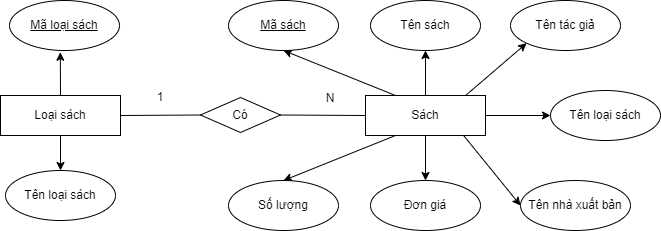 Mã loại sách
Mã sách
Tên sách
Tên tác giả
1
N
Loại sách
Có
Sách
Tên loại sách
Tên loại sách
Số lượng
Đơn giá
Tên nhà xuất bản